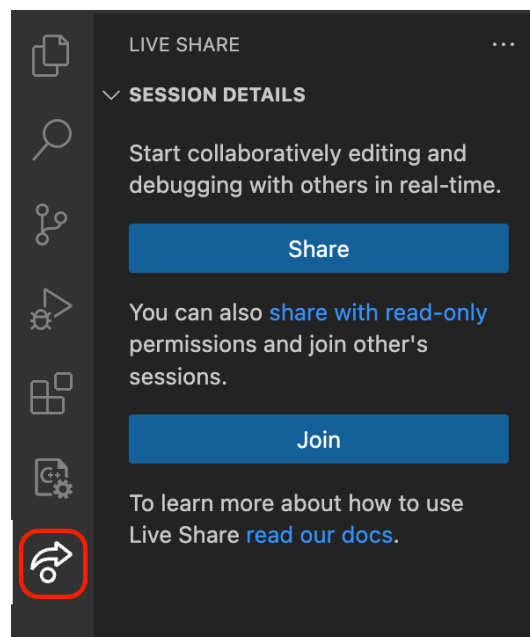 LIVE SHARE
SESSION DETAILS
Start collaboratively editing and
debugging with others in real-time.
Share
You can also share with read-only
permissions and join other's
sessions.
Join
To learn more about how to use
Live Share read our docs.